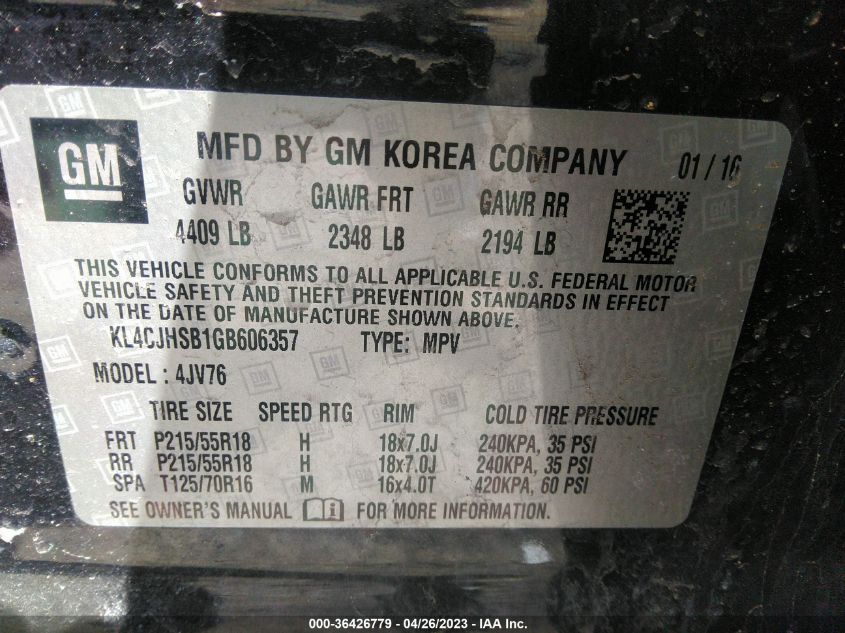 GM MFD BY GM KOREA COMPANY 01 / 16
GVWR GAWR FRT GAWR RR
4409 LB 2348 LB 2194 LB
THIS VEHICLE CONFORMS TO ALL APPLICABLE U.S. FEDERAL MOTOR
VEHICLE SAFETY AND THEFT PREVENTION STANDARDS IN EFFECT
ON THE DATE OF MANUFACTURE SHOWN ABOVE.
KL4CJHSB1GB606357 TYPE: MPV
MODEL : 4JV76
TIRE SIZE SPEED RTG RIM COLD TIRE PRESSURE
FRT P215/55R18 H 18x7.0J 240KPA, 35 PSI
RR P215/55R18 H 18x7.0J 240KPA, 35 PSI
SPA T125/70R16 M 16x4.0T 420KPA, 60 PSI
SEE OWNER'S MANUAL FOR MORE INFORMATION.
000-36426779 - 04/26/2023 - IAA Inc.